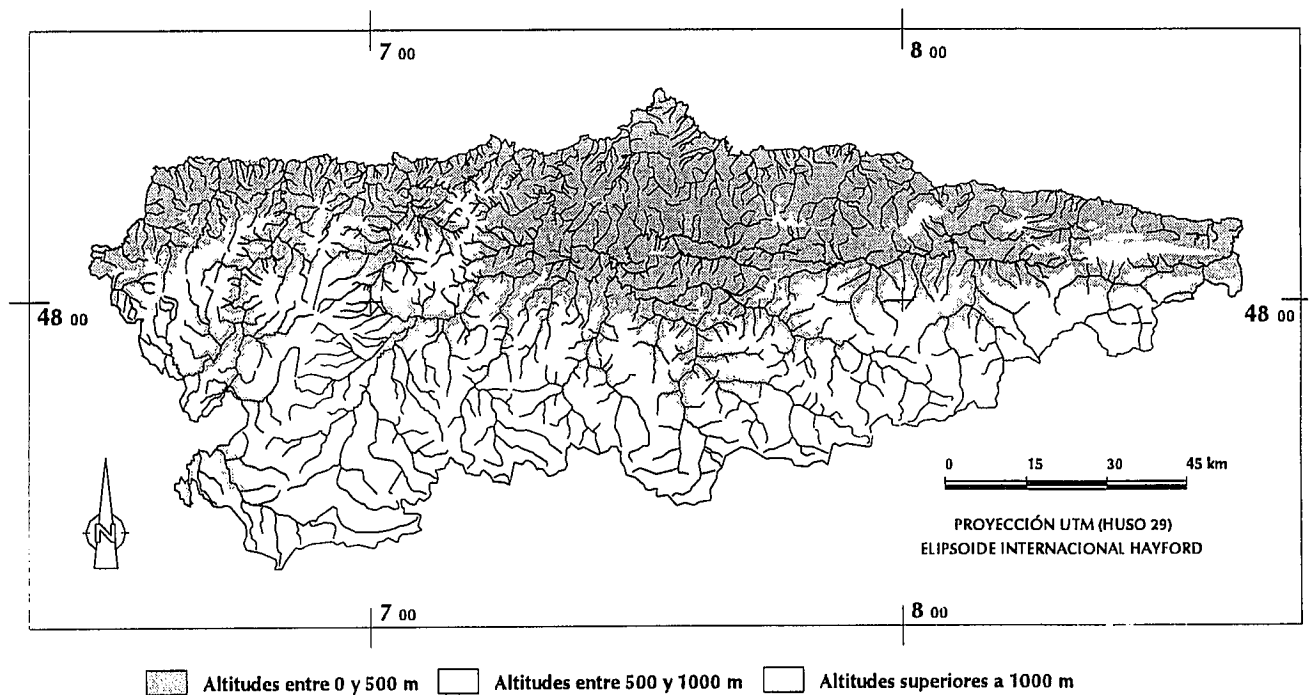 7 00
8 00
48 00
48 00
0 15 30 45 km
N
PROYECCIÓN UTM (HUSO 29)
ELIPSOIDE INTERNACIONAL HAYFORD
7 00
8 00
Altitudes entre 0 y 500 m
Altitudes entre 500 y 1000 m
Altitudes superiores a 1000 m